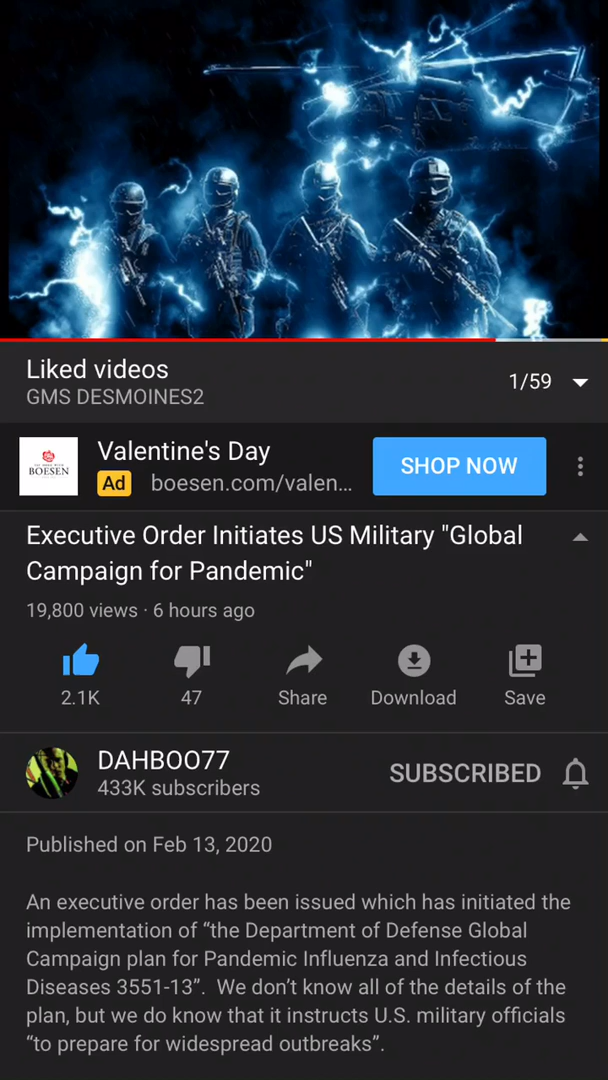 Liked videos
GMS DESMOINES2
1/59
BOESEN
Valentine's Day
Ad boesen.com/valen...
SHOP NOW
Executive Order Initiates US Military "Global
Campaign for Pandemic"
19,800 views · 6 hours ago
2.1K 47 Share Download Save
DAHBOO77
433K subscribers
SUBSCRIBED
Published on Feb 13, 2020
An executive order has been issued which has initiated the
implementation of “the Department of Defense Global
Campaign plan for Pandemic Influenza and Infectious
Diseases 3551-13”.  We don’t know all of the details of the
plan, but we do know that it instructs U.S. military officials
“to prepare for widespread outbreaks”.